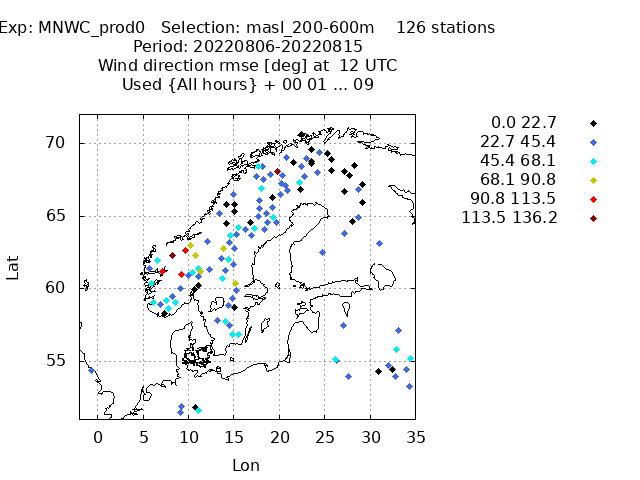 Exp: MNWC_prod0 Selection: masl_200-600m 126 stations
Period: 20220806-20220815
Wind direction rmse [deg] at 12 UTC
Used {All hours} + 00 01 ... 09
0.0 22.7
22.7 45.4
45.4 68.1
68.1 90.8
90.8 113.5
113.5 136.2
70
65
60
55
Lat
0 5 10 15 20 25 30 35
Lon